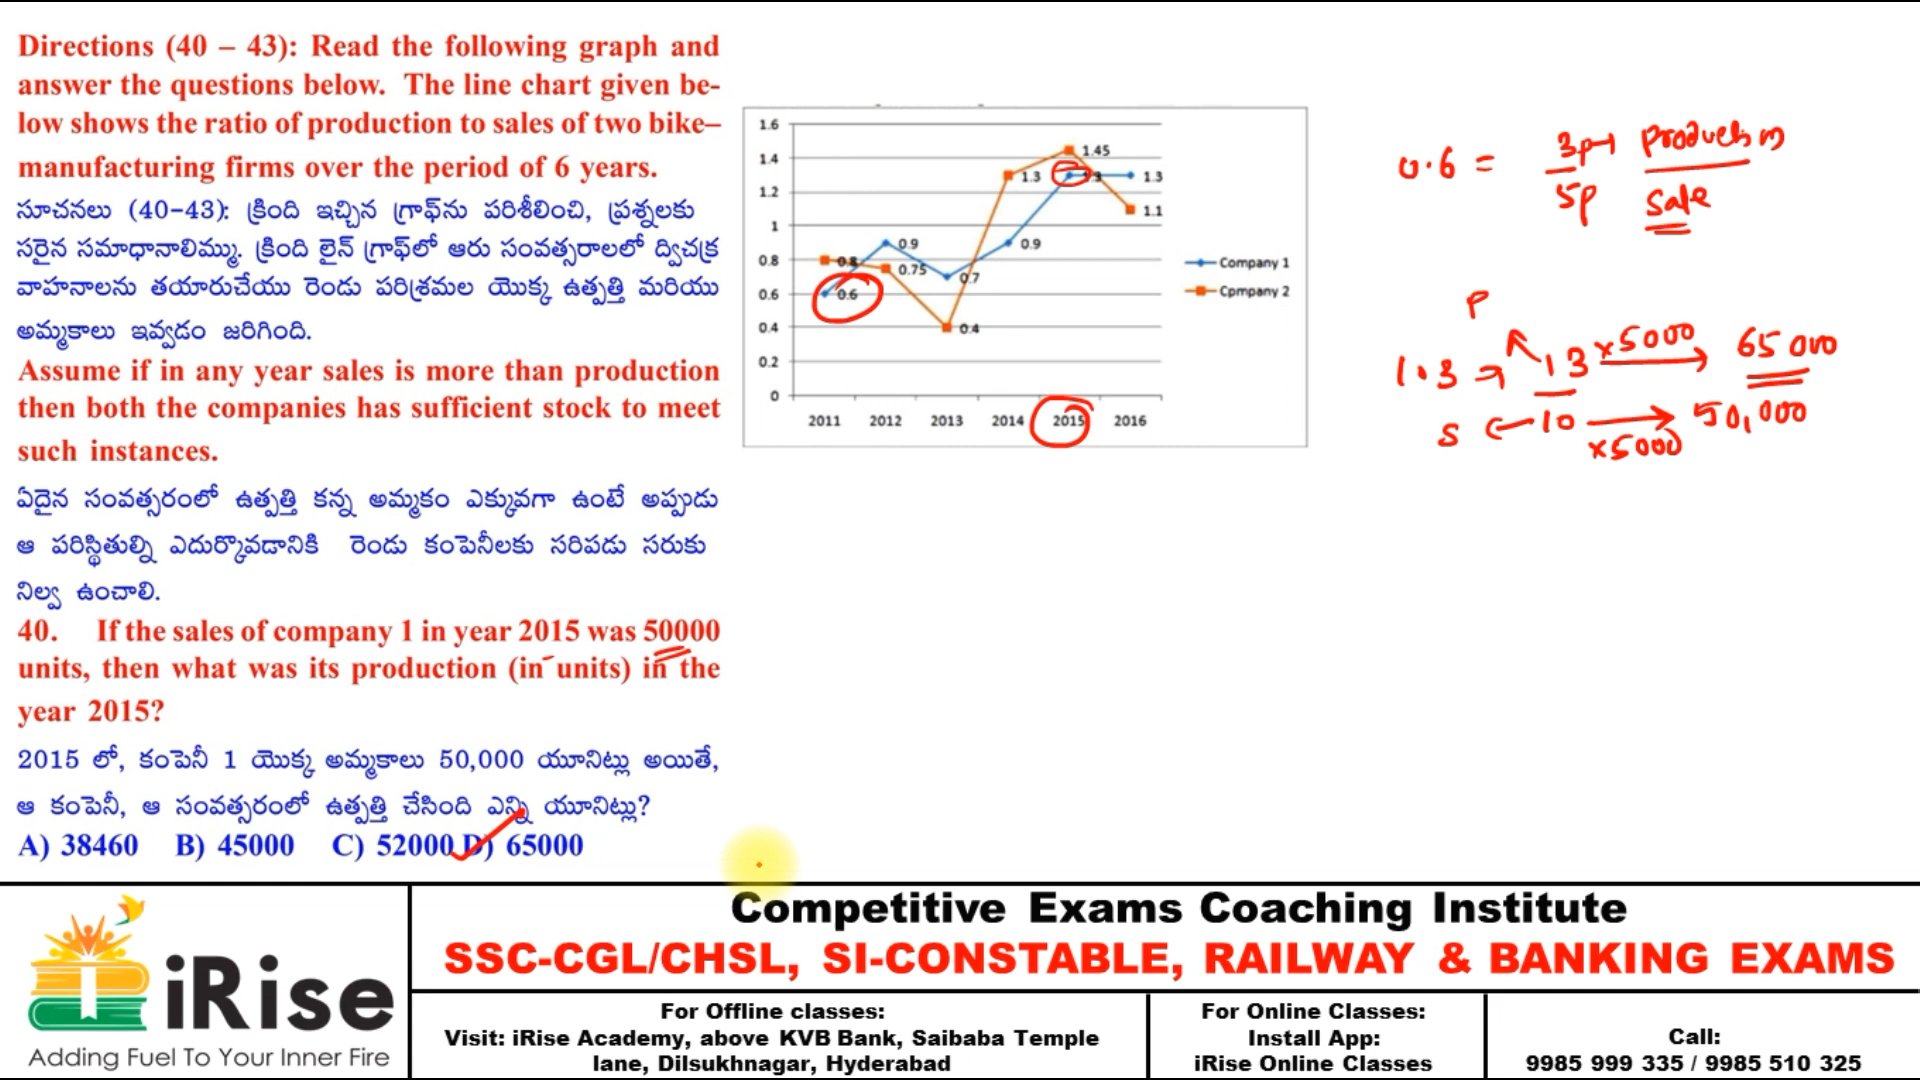 Directions (40 – 43): Read the following graph and
answer the questions below. The line chart given be-
low shows the ratio of production to sales of two bike–
manufacturing firms over the period of 6 years.
సూచనలు (40-43): క్రింది ఇచ్చిన గ్రాఫ్‌ను పరిశీలించి, ప్రశ్నలకు
సరైన సమాధానాలిమ్ము. క్రింది లైన్ గ్రాఫ్‌లో ఆరు సంవత్సరాలలో ద్విచక్ర
వాహనాలను తయారుచేయు రెండు పరిశ్రమల యొక్క ఉత్పత్తి మరియు
అమ్మకాలు ఇవ్వడం జరిగింది.
Assume if in any year sales is more than production
then both the companies has sufficient stock to meet
such instances.
ఏదైన సంవత్సరంలో ఉత్పత్తి కన్న అమ్మకం ఎక్కువగా ఉంటే అప్పుడు
ఆ పరిస్థితుల్ని ఎదుర్కొవడానికి రెండు కంపెనీలకు సరిపడు సరుకు
నిల్వ ఉంచాలి.
40. If the sales of company 1 in year 2015 was 50000
units, then what was its production (in units) in the
year 2015?
2015 లో, కంపెనీ 1 యొక్క అమ్మకాలు 50,000 యూనిట్లు అయితే,
ఆ కంపెనీ, ఆ సంవత్సరంలో ఉత్పత్తి చేసింది ఎన్ని యూనిట్లు?
A) 38460 B) 45000 C) 52000 D) 65000
1.6
1.4
1.2
1
0.8
0.6
0.4
0.2
0
0.8
0.6
0.9
0.75
0.7
0.4
1.3
0.9
1.45
1.3
1.3
1.1
2011 2012 2013 2014 2015 2016
Company 1
Cpmpany 2
0.6 = 3p production
5p sale
P
1.3 → 13 ×5000 → 65000
S ← 10 → 50,000
×5000
iRise
Adding Fuel To Your Inner Fire
Competitive Exams Coaching Institute
SSC-CGL/CHSL, SI-CONSTABLE, RAILWAY & BANKING EXAMS
For Offline classes:
Visit: iRise Academy, above KVB Bank, Saibaba Temple
lane, Dilsukhnagar, Hyderabad
For Online Classes:
Install App:
iRise Online Classes
Call:
9985 999 335 / 9985 510 325